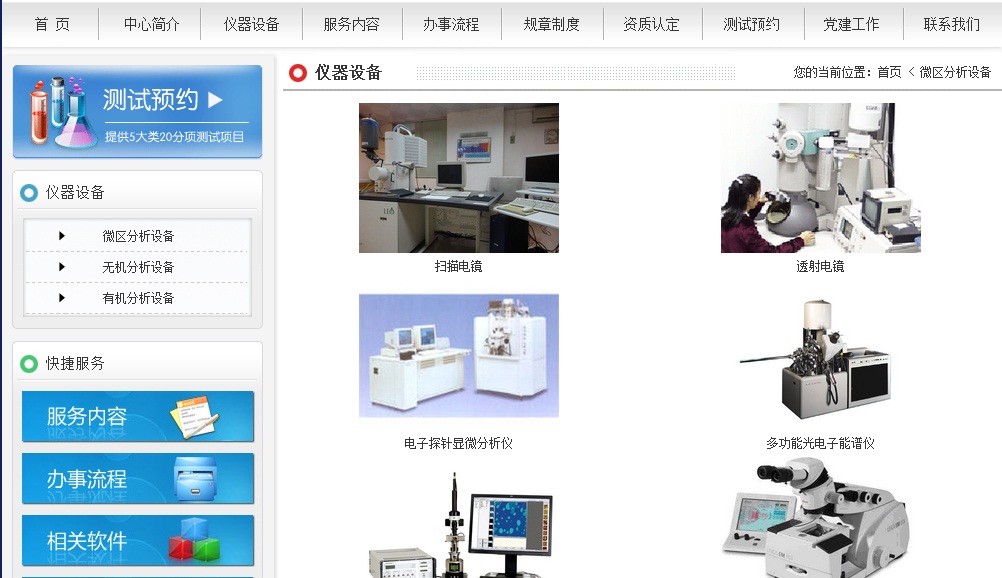 首 页
中心简介
仪器设备
服务内容
办事流程
规章制度
资质认定
测试预约
党建工作
联系我们
测试预约
提供5大类20分项测试项目
仪器设备
微区分析设备
无机分析设备
有机分析设备
快捷服务
服务内容
办事流程
相关软件
仪器设备
您的当前位置：首页 < 微区分析设备
扫描电镜
透射电镜
电子探针显微分析仪
多功能光电子能谱仪